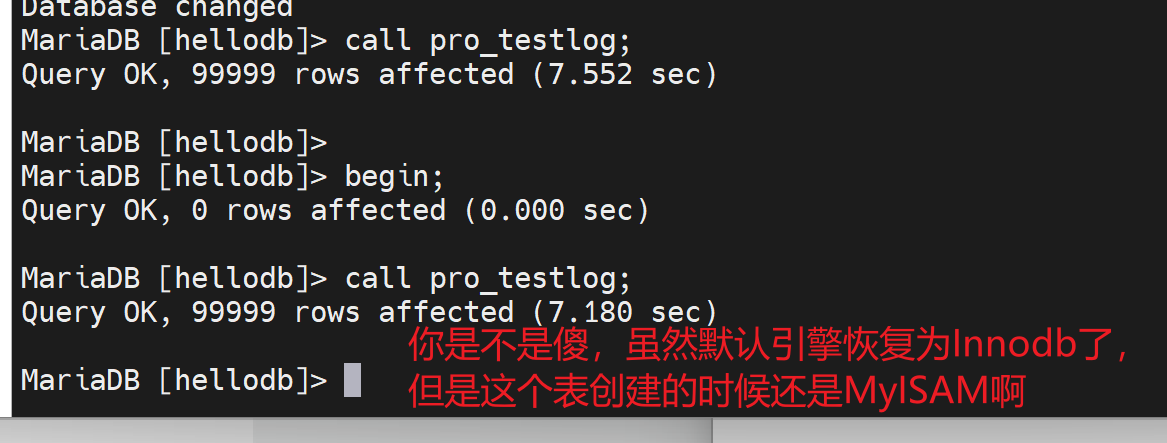 Database changed
MariaDB [hellodb]> call pro_testlog;
Query OK, 99999 rows affected (7.552 sec)
MariaDB [hellodb]>
MariaDB [hellodb]> begin;
Query OK, 0 rows affected (0.000 sec)
MariaDB [hellodb]> call pro_testlog;
Query OK, 99999 rows affected (7.180 sec)
你是不是傻，虽然默认引擎恢复为Innodb了，
MariaDB [hellodb]>
但是这个表创建的时候还是MyISAM啊